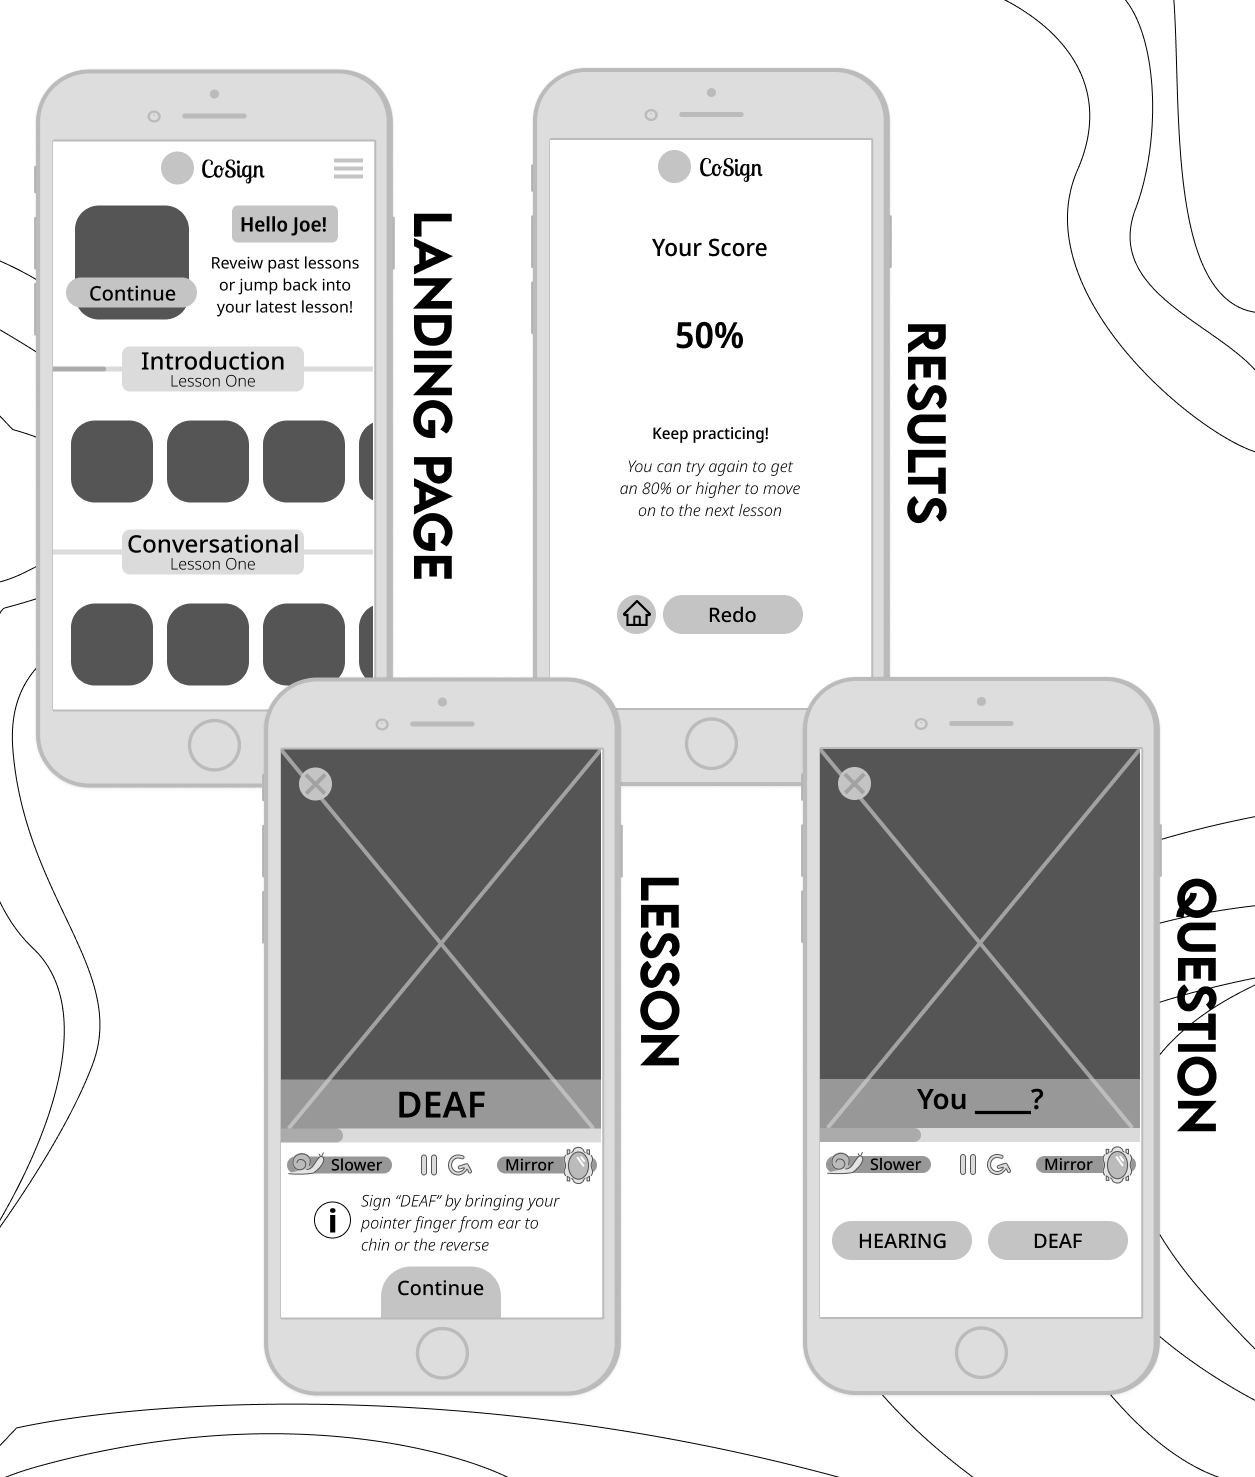 CoSign
Hello Joe!
Reveiw past lessons
or jump back into
your latest lesson!
Continue
Introduction
Lesson One
Conversational
Lesson One
LANDING PAGE
CoSign
Your Score
50%
Keep practicing!
You can try again to get
an 80% or higher to move
on to the next lesson
Redo
RESULTS
DEAF
Slower
Mirror
i
Sign “DEAF” by bringing your
pointer finger from ear to
chin or the reverse
Continue
LESSON
You ____?
Slower
Mirror
HEARING
DEAF
QUESTION